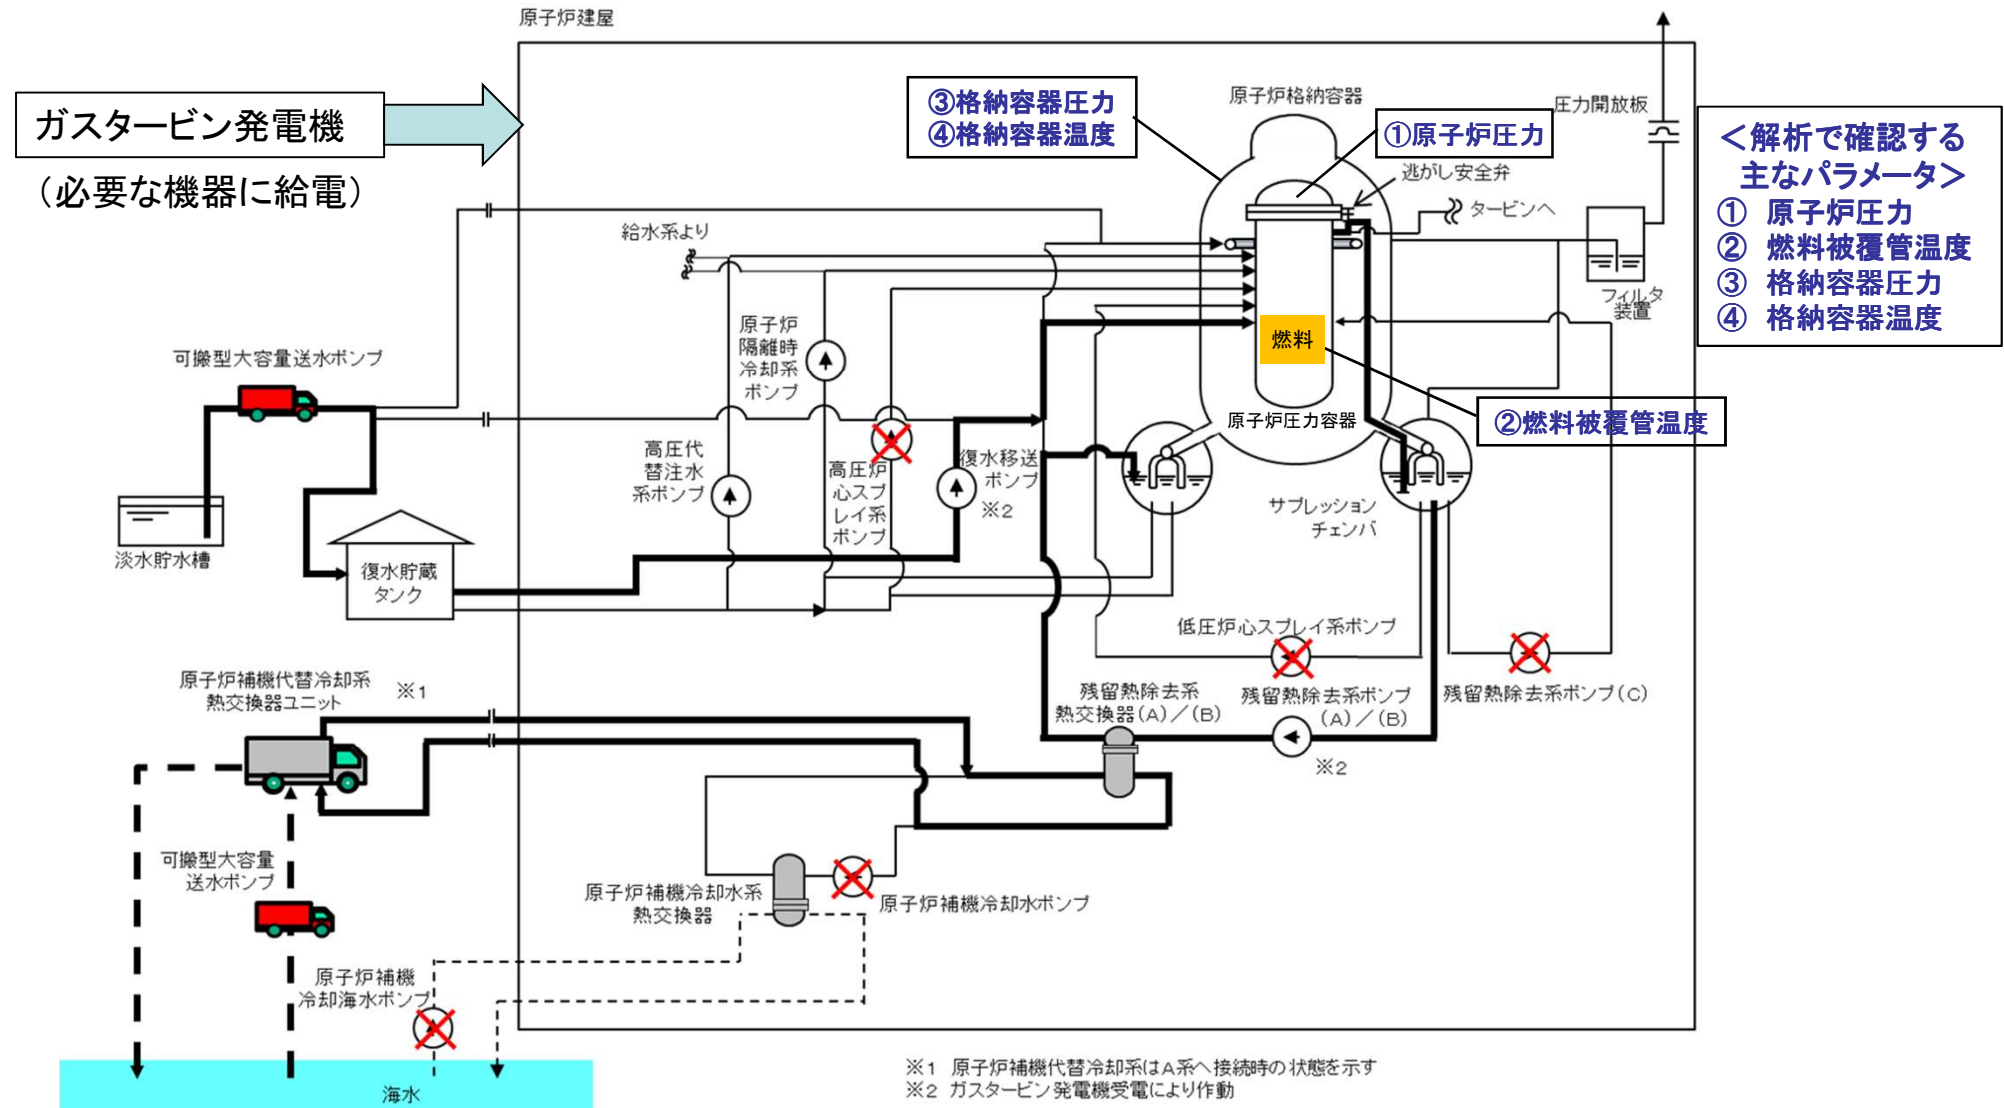 原子炉建屋
ガスタービン発電機
（必要な機器に給電）
③格納容器圧力
④格納容器温度
原子炉格納容器
①原子炉圧力
逃がし安全弁
タービンへ
圧力開放板
フィルタ
装置
＜解析で確認する
主なパラメータ＞
① 原子炉圧力
② 燃料被覆管温度
③ 格納容器圧力
④ 格納容器温度
給水系より
原子炉
隔離時
冷却系
ポンプ
燃料
原子炉圧力容器
②燃料被覆管温度
可搬型大容量送水ポンプ
高圧代
替注水
系ポンプ
高圧炉
心スプ
レイ系
ポンプ
復水移送
ポンプ
※2
サプレッション
チェンバ
淡水貯水槽
復水貯蔵
タンク
低圧炉心スプレイ系ポンプ
残留熱除去系
熱交換器(A)／(B)
残留熱除去系ポンプ
(A)／(B)
※2
残留熱除去系ポンプ(C)
原子炉補機代替冷却系
熱交換器ユニット
※1
可搬型大容量
送水ポンプ
原子炉補機冷却水系
熱交換器
原子炉補機冷却水ポンプ
原子炉補機
冷却海水ポンプ
海水
※1 原子炉補機代替冷却系はA系へ接続時の状態を示す
※2 ガスタービン発電機受電により作動